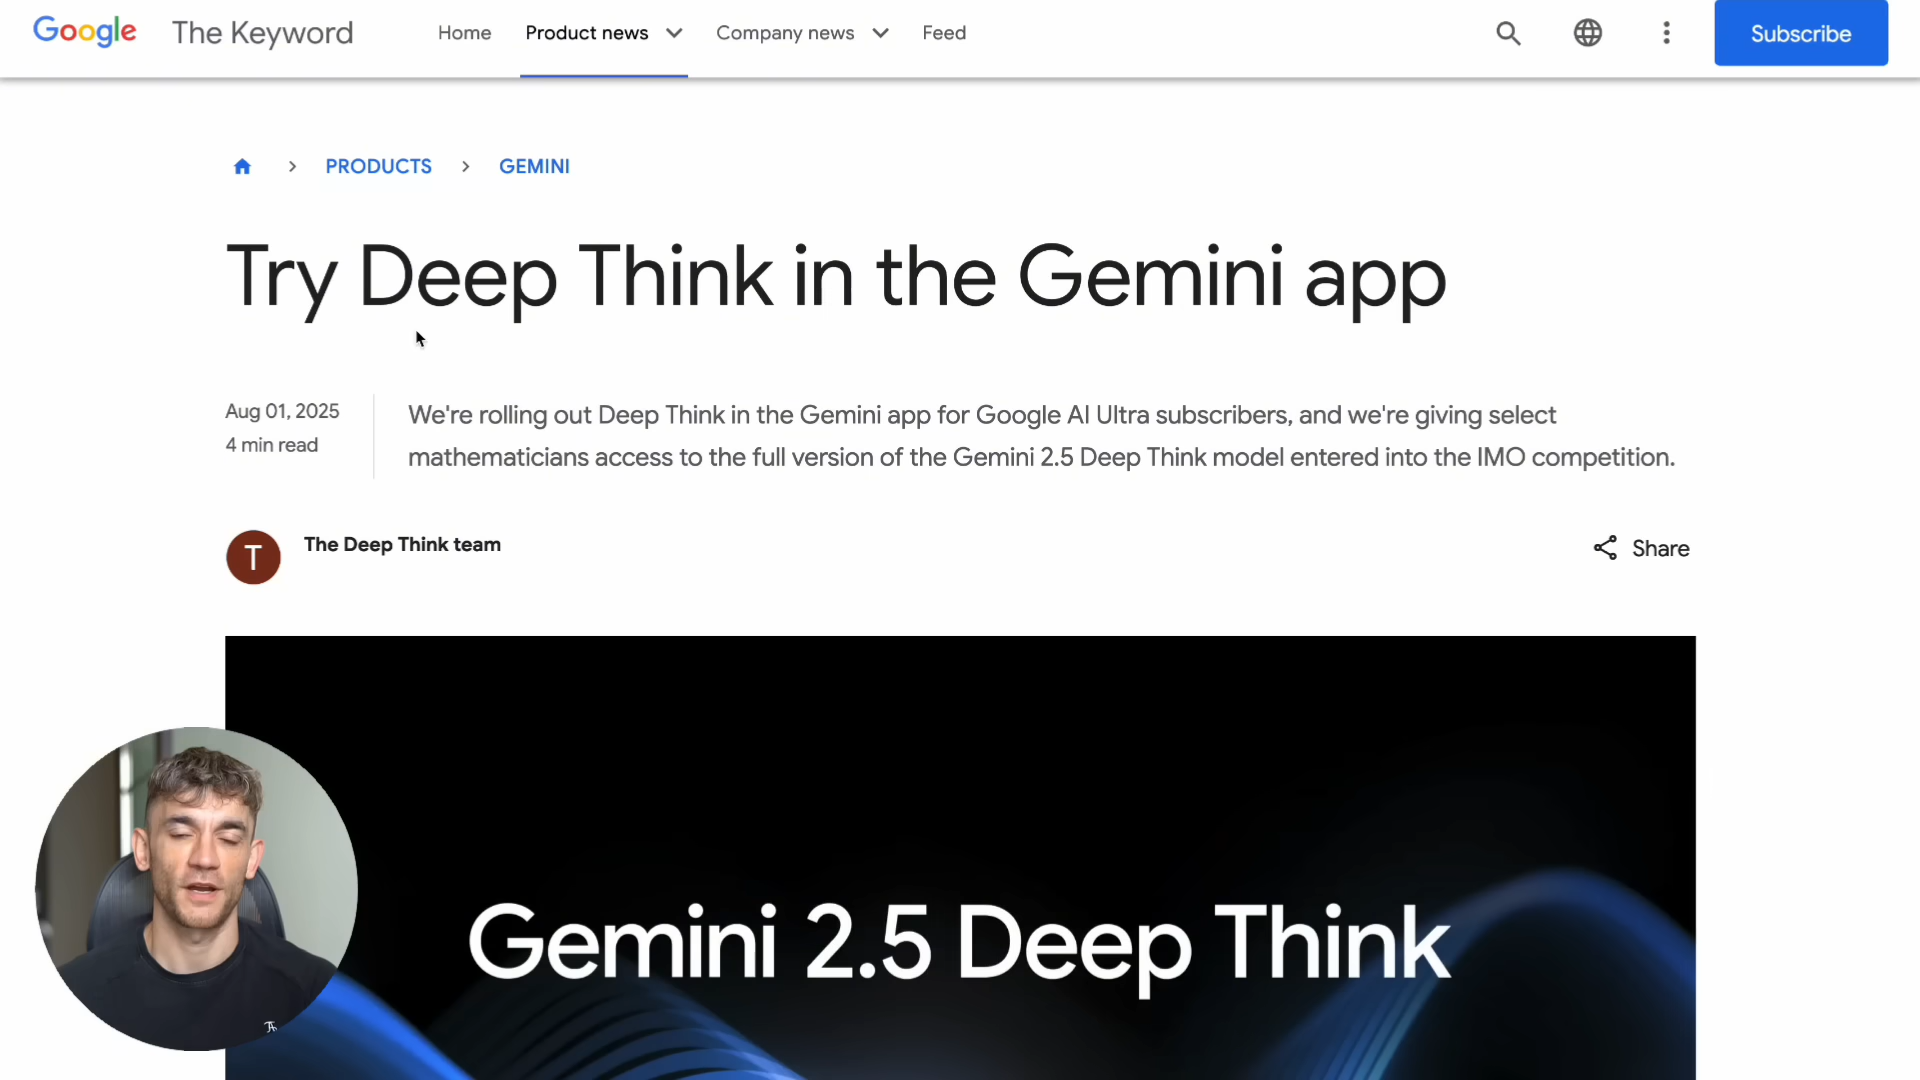 Google The Keyword Home Product news Company news Feed Subscribe
PRODUCTS GEMINI
Try Deep Think in the Gemini app
Aug 01, 2025
4 min read
We're rolling out Deep Think in the Gemini app for Google AI Ultra subscribers, and we're giving select
mathematicians access to the full version of the Gemini 2.5 Deep Think model entered into the IMO competition.
T
The Deep Think team
Share
Gemini 2.5 Deep Think